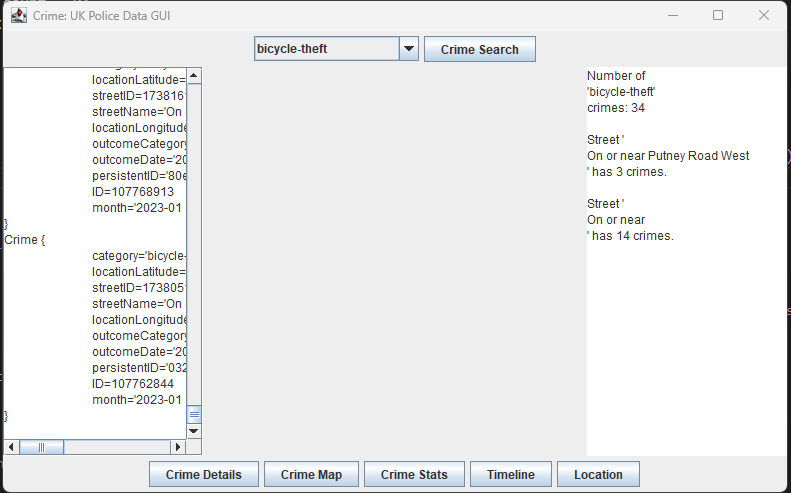 Crime: UK Police Data GUI
bicycle-theft
Crime Search
locationLatitude=
streetID=173816
streetName='On
locationLongitude
outcomeCategory
outcomeDate='20
persistentID='80e
ID=107768913
month='2023-01
}
Crime {
category='bicycle-
locationLatitude=
streetID=173805
streetName='On
locationLongitude
outcomeCategory
outcomeDate='20
persistentID='032
ID=107762844
month='2023-01
}
Number of
'bicycle-theft'
crimes: 34
Street '
On or near Putney Road West
' has 3 crimes.
Street '
On or near
' has 14 crimes.
Crime Details
Crime Map
Crime Stats
Timeline
Location